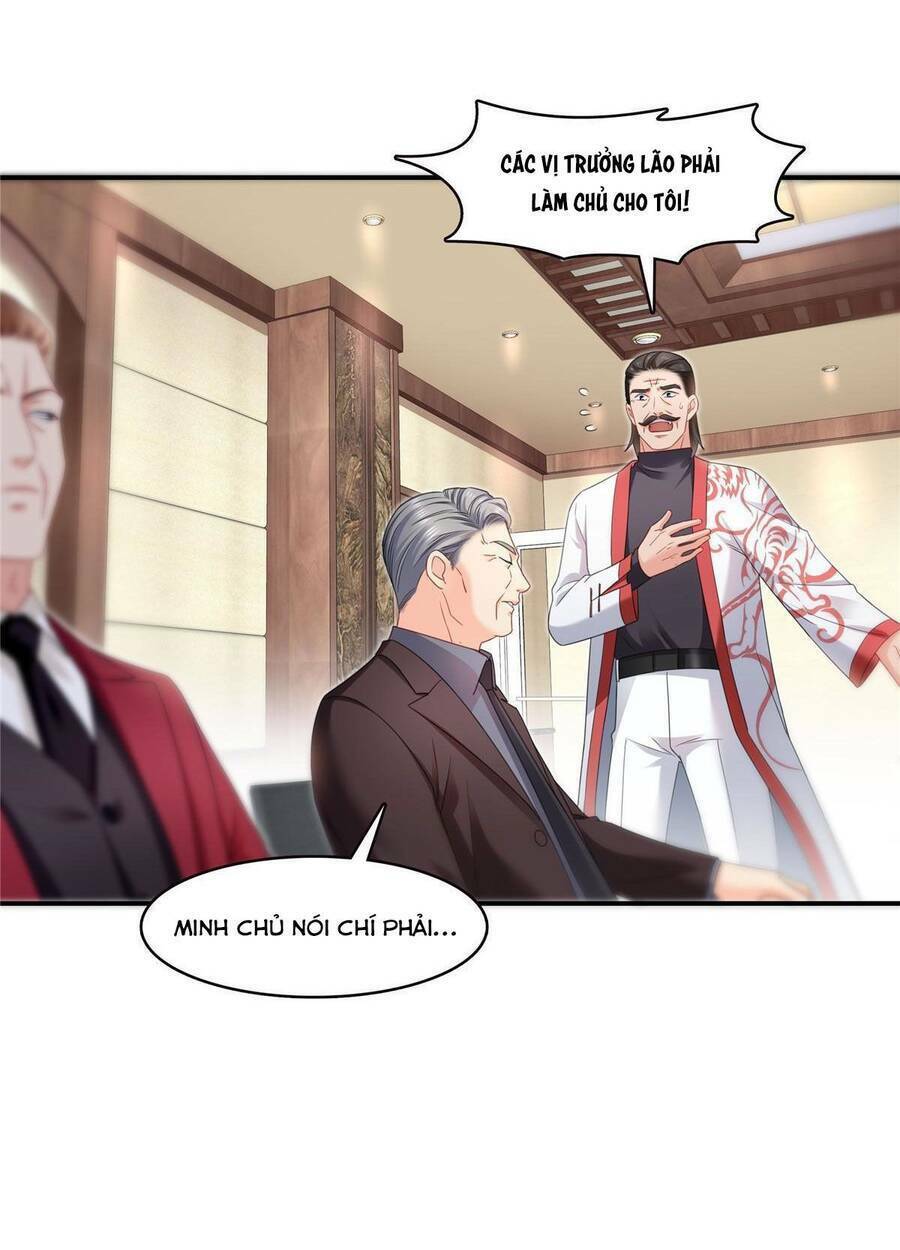 CÁC VỊ TRƯỞNG LÃO PHẢI
LÀM CHỦ CHO TÔI!
MINH CHỦ NÓI CHÍ PHẢI...